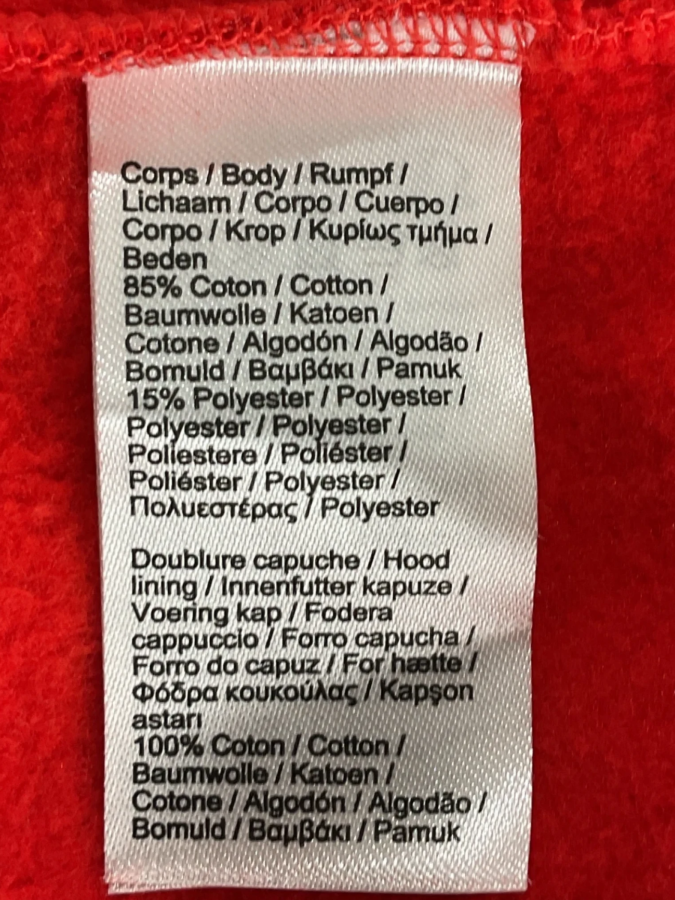 Corps / Body / Rumpf /
Lichaam / Corpo / Cuerpo /
Corpo / Krop / Κυρίως τμήμα /
Beden
85% Coton / Cotton /
Baumwolle / Katoen /
Cotone / Algodón / Algodão /
Bomuld / Βαμβάκι / Pamuk
15% Polyester / Polyester /
Polyester / Polyester /
Poliestere / Poliéster /
Poliéster / Polyester /
Πολυεστέρας / Polyester
Doublure capuche / Hood
lining / Innenfutter kapuze /
Voering kap / Fodera
cappuccio / Forro capucha /
Forro do capuz / For hætte /
Φόδρα κουκούλας / Kapşon
astarı
100% Coton / Cotton /
Baumwolle / Katoen /
Cotone / Algodón / Algodão /
Bomuld / Βαμβάκι / Pamuk